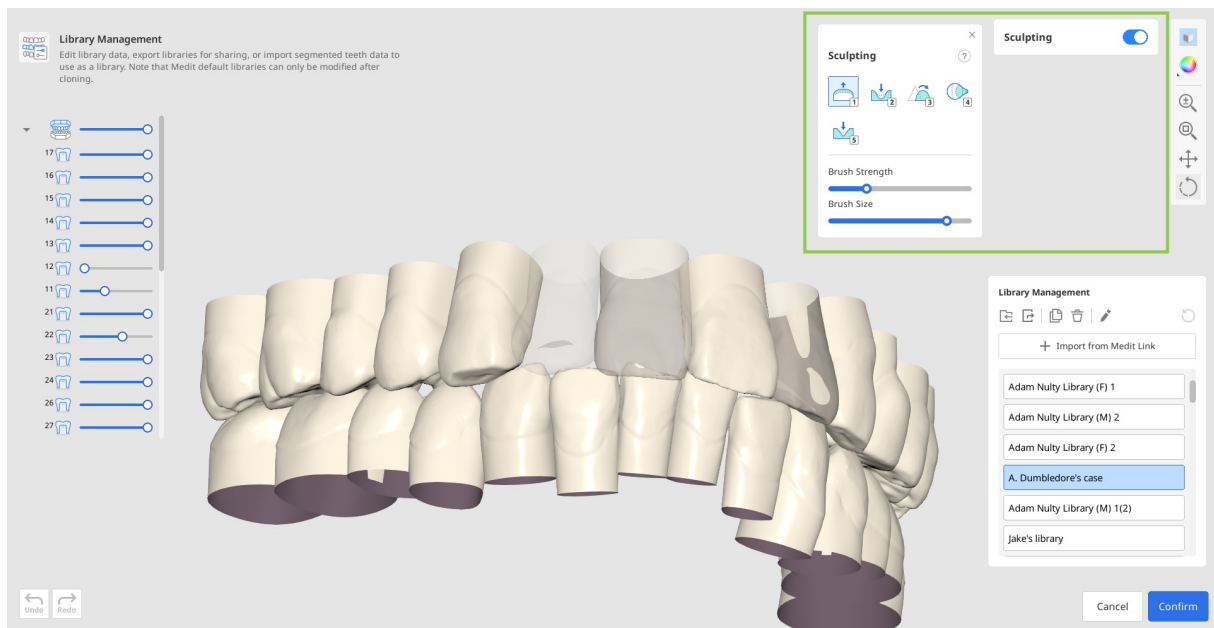 Library Management
Edit library data, export libraries for sharing, or import segmented teeth data to
use as a library. Note that Medit default libraries can only be modified after
cloning.
17
16
15
14
13
12
11
21
22
23
24
26
27
Undo
Redo
Sculpting
?
1
2
3
4
5
Brush Strength
Brush Size
Sculpting
Library Management
+ Import from Medit Link
Adam Nulty Library (F) 1
Adam Nulty Library (M) 2
Adam Nulty Library (F) 2
A. Dumbledore's case
Adam Nulty Library (M) 1(2)
Jake's library
Cancel
Confirm